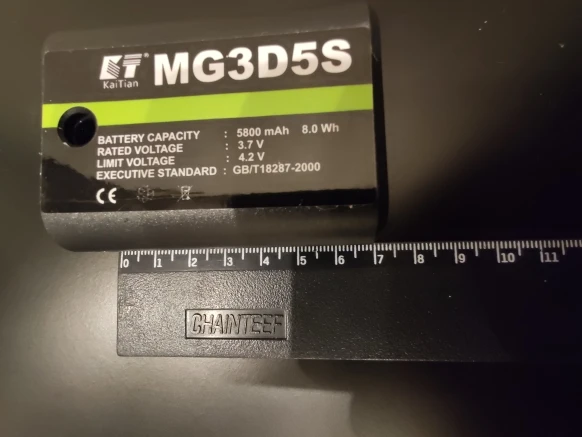 KT® MG3D5S
KaiTian
BATTERY CAPACITY : 5800 mAh 8.0 Wh
RATED VOLTAGE : 3.7 V
LIMIT VOLTAGE : 4.2 V
EXECUTIVE STANDARD : GB/T18287-2000
CE
0 1 2 3 4 5 6 7 8 9 10 11
CHAINTEEF